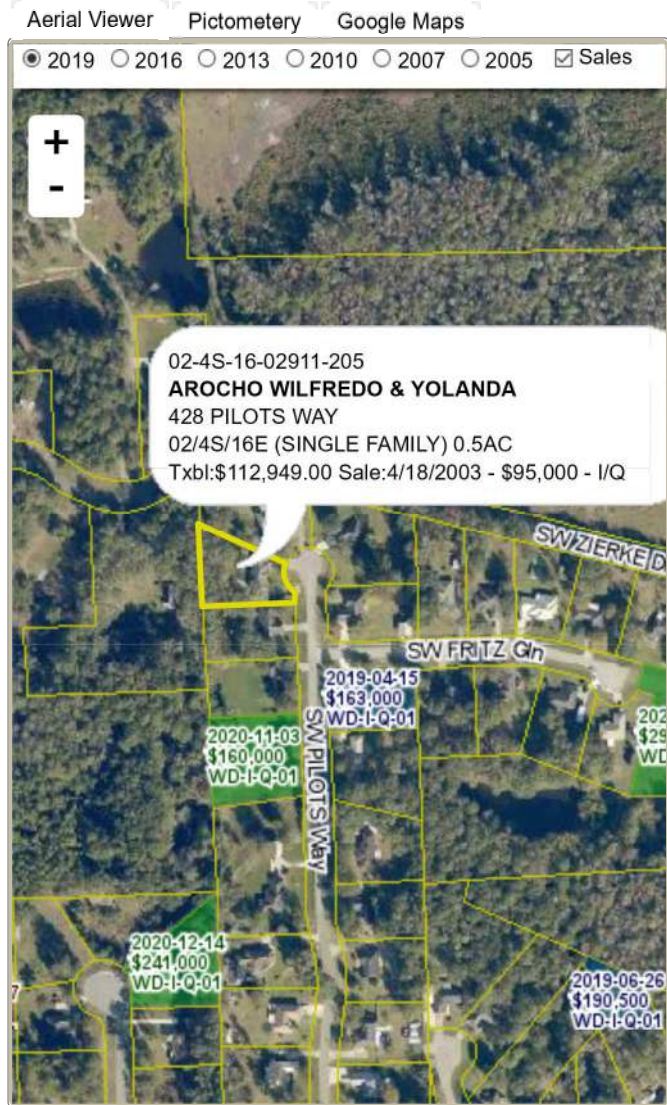 Aerial Viewer Pictometery Google Maps
2019 2016 2013 2010 2007 2005 Sales
+
-
02-4S-16-02911-205
AROCHO WILFREDO & YOLANDA
428 PILOTS WAY
02/4S/16E (SINGLE FAMILY) 0.5AC
Txbl:$112,949.00 Sale:4/18/2003 - $95,000 - I/Q
SW ZIERKE D
SW FRITZ Gln
2019-04-15
$163,000
WD-I-Q-01
202
$29
WD
2020-11-03
$160,000
WD-I-Q-01
SW PILOTS Way
2020-12-14
$241,000
WD-I-Q-01
7
2019-06-26
$190,500
WD-I-Q-01